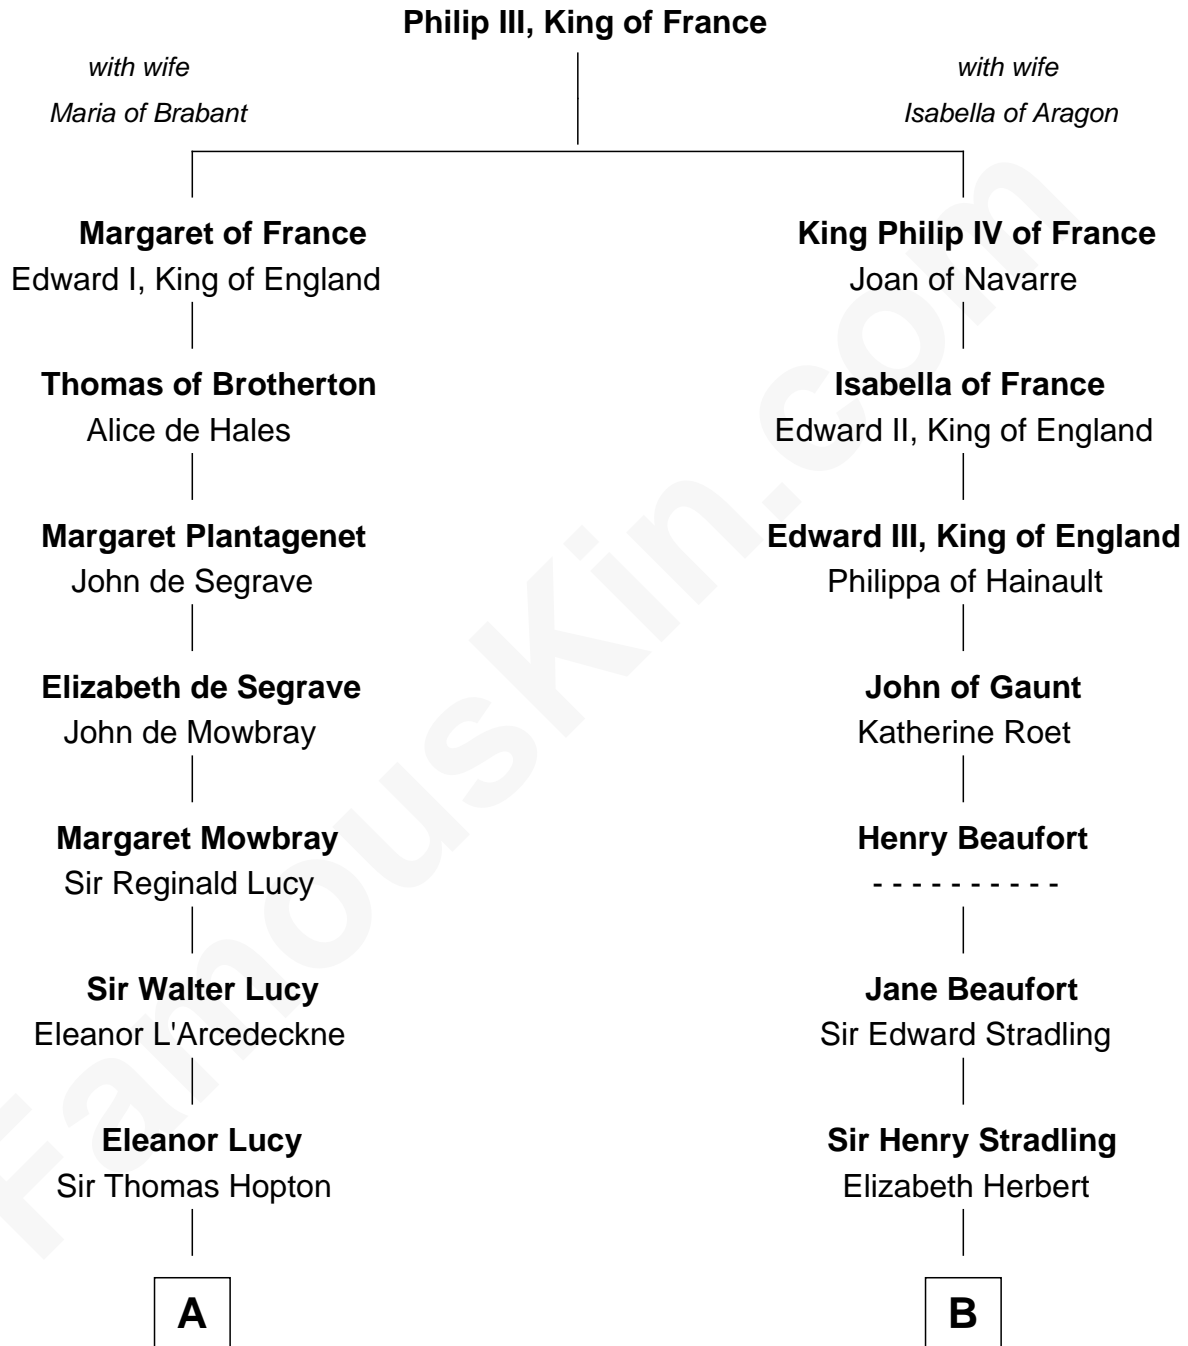 Philip III, King of France
with wife
Maria of Brabant
with wife
Isabella of Aragon
Margaret of France
Edward I, King of England
King Philip IV of France
Joan of Navarre
Thomas of Brotherton
Alice de Hales
Isabella of France
Edward II, King of England
Margaret Plantagenet
John de Segrave
Edward III, King of England
Philippa of Hainault
Elizabeth de Segrave
John de Mowbray
John of Gaunt
Katherine Roet
Margaret Mowbray
Sir Reginald Lucy
Henry Beaufort
- - - - - - - - - -
Sir Walter Lucy
Eleanor L'Arcedeckne
Jane Beaufort
Sir Edward Stradling
Eleanor Lucy
Sir Thomas Hopton
Sir Henry Stradling
Elizabeth Herbert
A
B
FamousKin.com